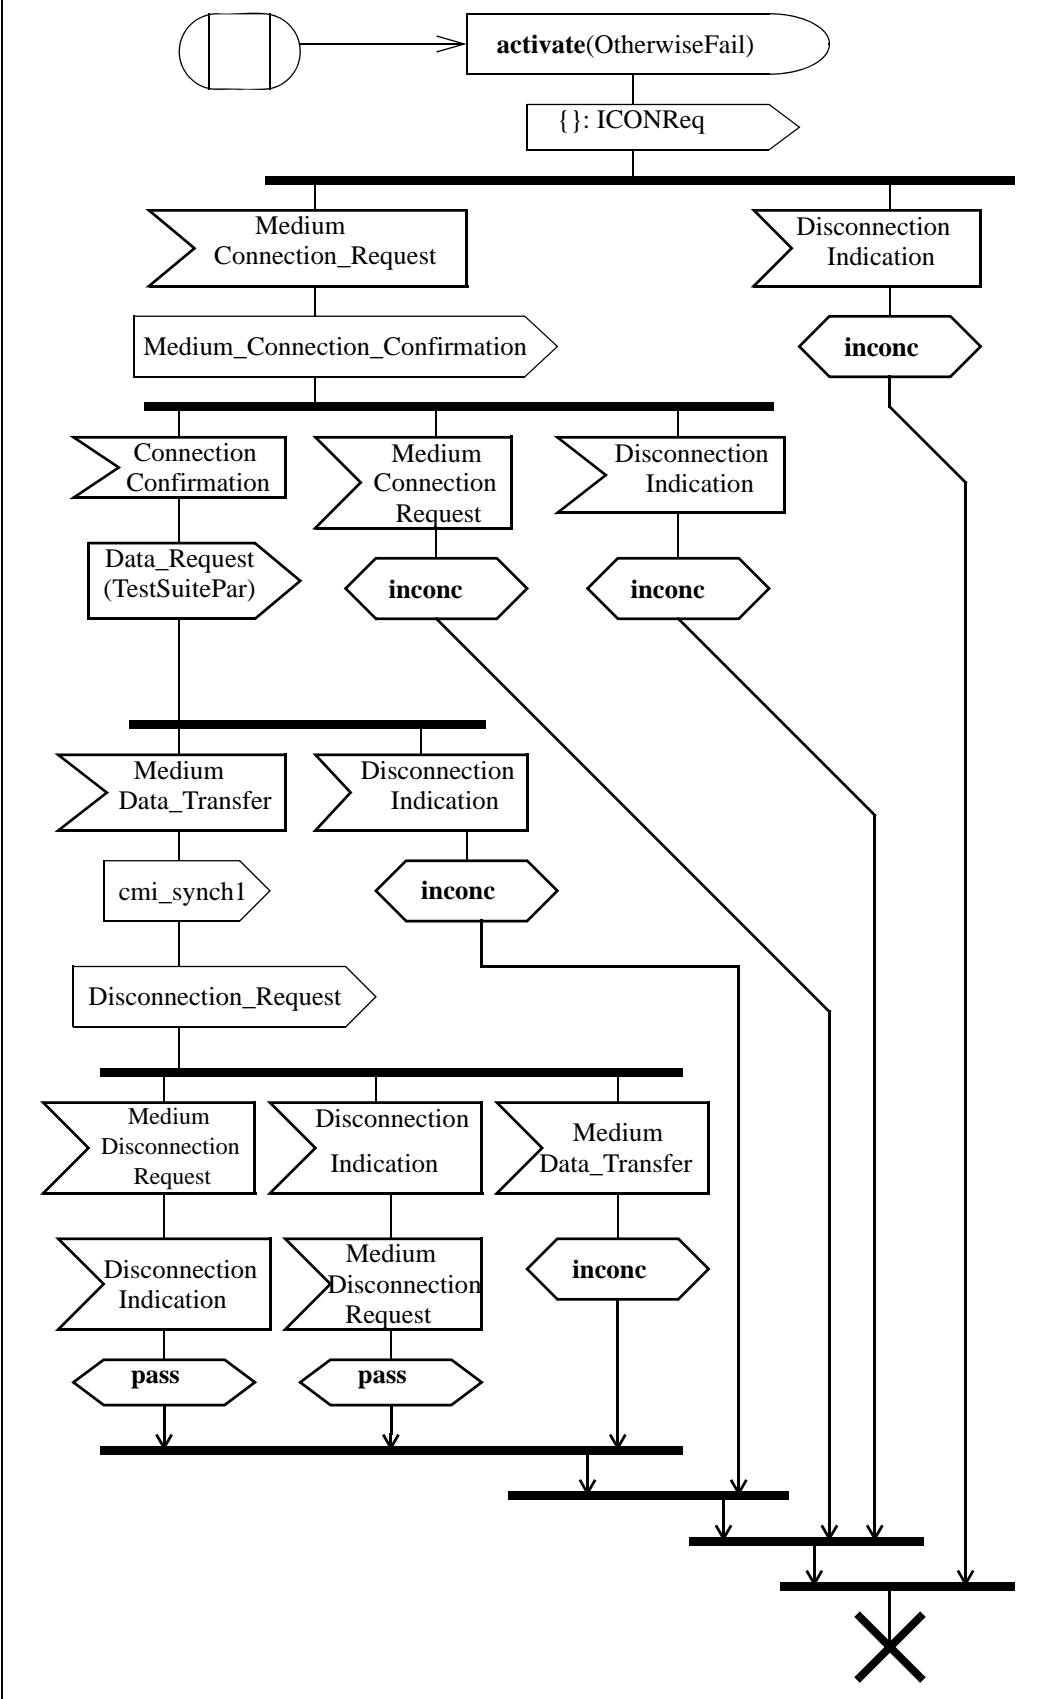 activate(OtherwiseFail)
{}: ICONReq
Medium
Connection_Request
Disconnection
Indication
Medium_Connection_Confirmation
inconc
Connection
Confirmation
Medium
Connection
Request
Disconnection
Indication
Data_Request
(TestSuitePar)
inconc
inconc
Medium
Data_Transfer
Disconnection
Indication
cmi_synch1
inconc
Disconnection_Request
Medium
Disconnection
Request
Disconnection
Indication
Medium
Data_Transfer
Disconnection
Indication
Medium
Disconnection
Request
inconc
pass
pass